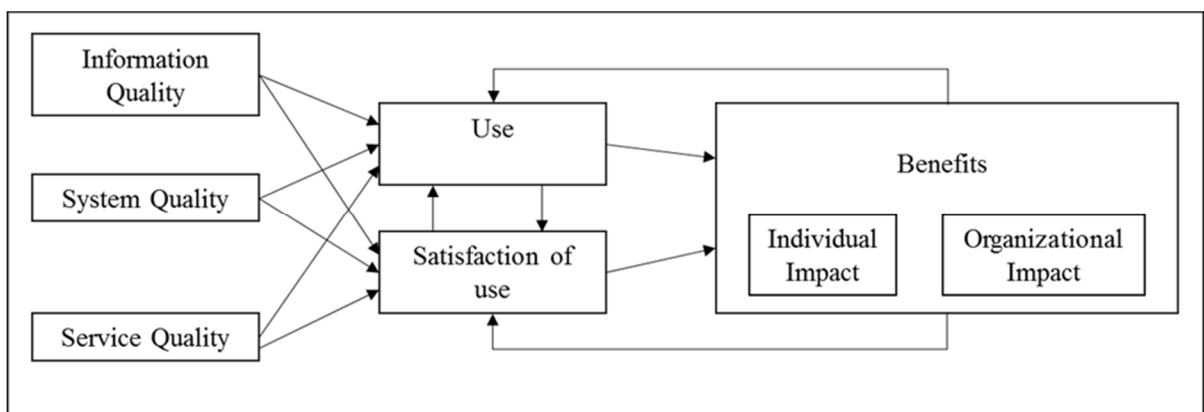 Information
Quality
System Quality
Service Quality
Use
Satisfaction of
use
Benefits
Individual
Impact
Organizational
Impact